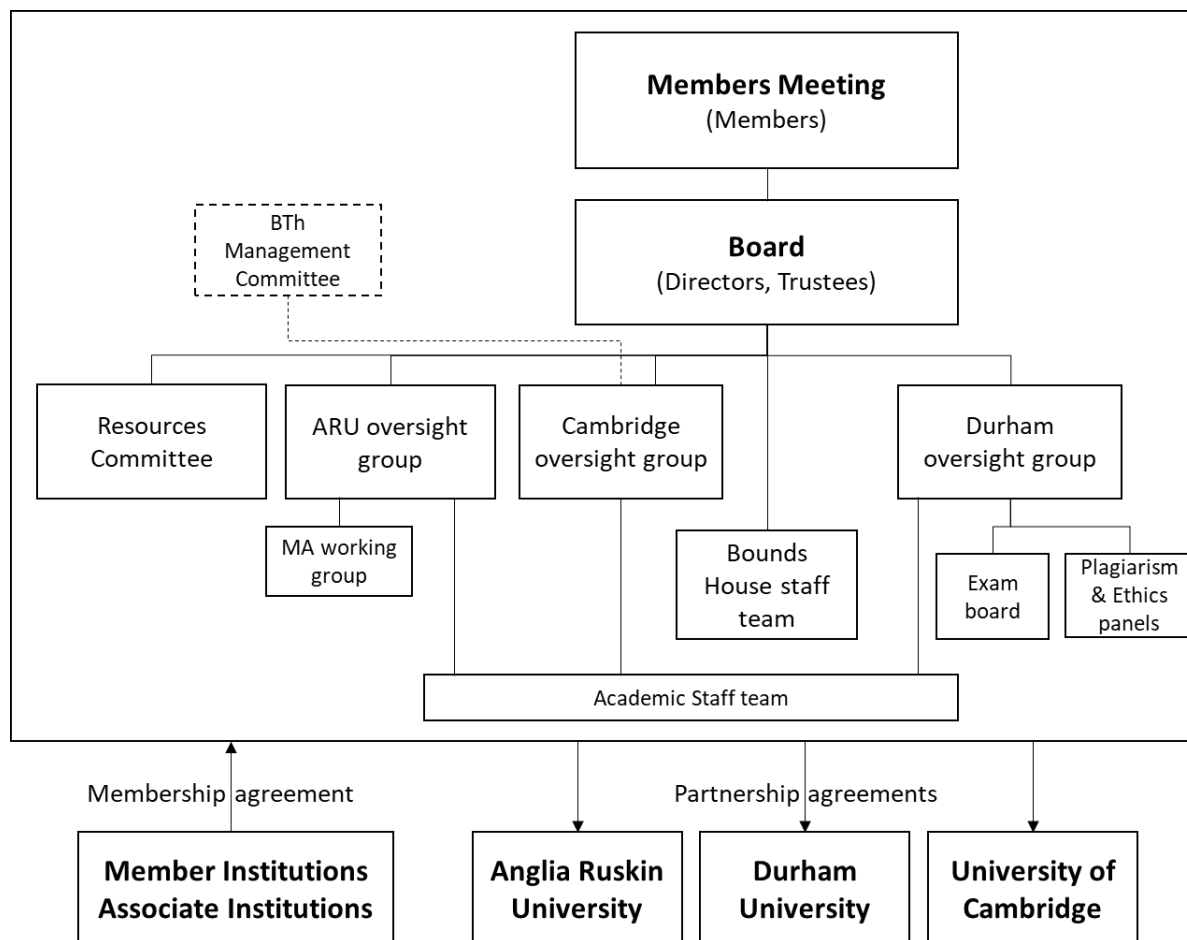 Members Meeting
(Members)
BTh
Management
Committee
Board
(Directors, Trustees)
Resources
Committee
ARU oversight
group
Cambridge
oversight group
Durham
oversight group
MA working
group
Bounds
House staff
team
Exam
board
Plagiarism
& Ethics
panels
Academic Staff team
Membership agreement
Partnership agreements
Member Institutions
Associate Institutions
Anglia Ruskin
University
Durham
University
University of
Cambridge